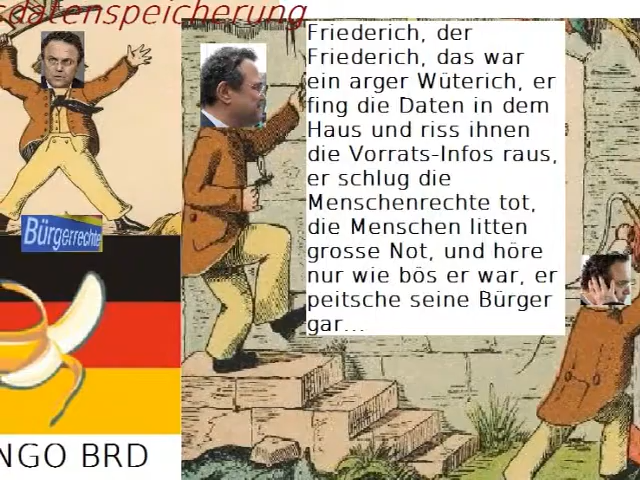 sdatenspeicherung
Friederich, der
Friederich, das war
ein arger Wüterich, er
fing die Daten in dem
Haus und riss ihnen
die Vorrats-Infos raus,
er schlug die
Menschenrechte tot,
die Menschen litten
grosse Not, und höre
nur wie bös er war, er
peitsche seine Bürger
gar...
Bürgerrechte
NGO BRD